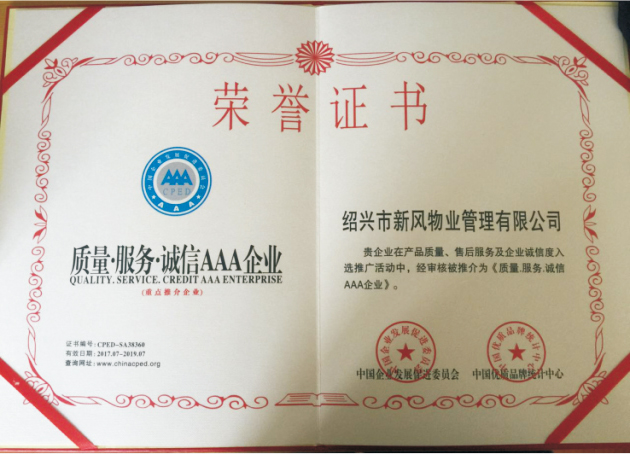 荣誉证书
AAA
CPED
AAA
质量·服务·诚信AAA企业
QUALITY. SERVICE. CREDIT AAA ENTERPRISE
(重点推介企业)
证书编号: CPED-SA38360
有效日期: 2017.07-2019.07
查询网址: www.chinacped.org
绍兴市新风物业管理有限公司
贵企业在产品质量、售后服务及企业诚信度入
选推广活动中，经审核被推介为《质量.服务.诚信
AAA企业》。
中国企业发展促进委员会
中国优质品牌统计中心